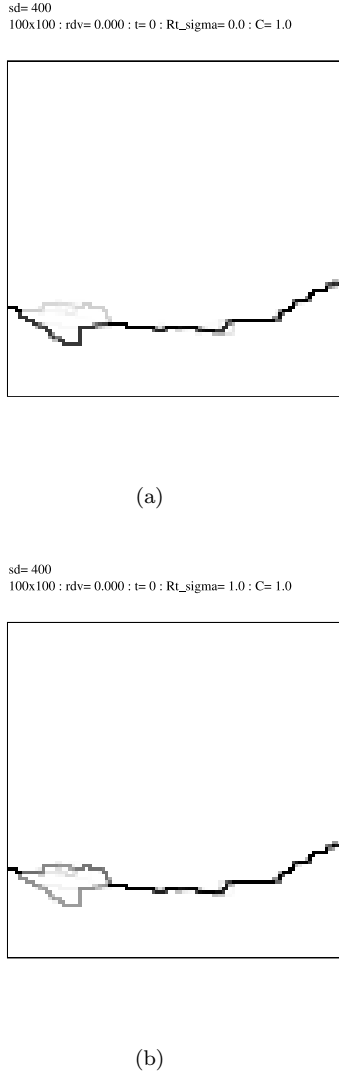 sd= 400
100x100 : rdv= 0.000 : t= 0 : Rt_sigma= 0.0 : C= 1.0
(a)
sd= 400
100x100 : rdv= 0.000 : t= 0 : Rt_sigma= 1.0 : C= 1.0
(b)